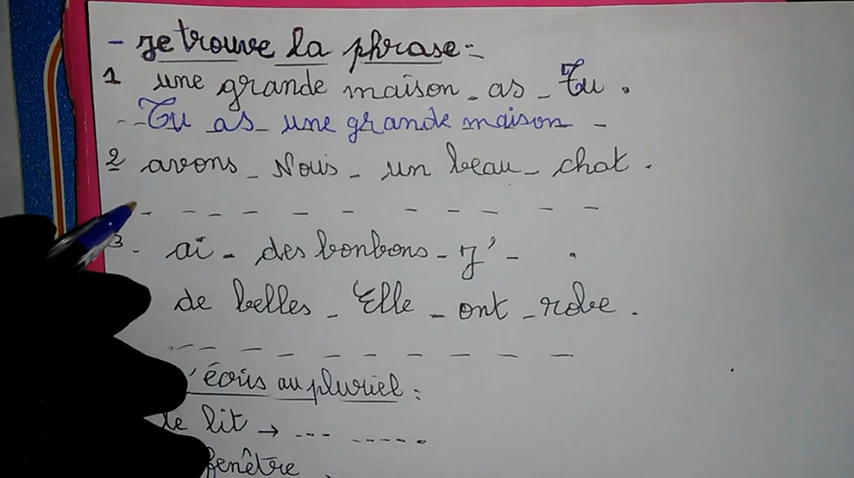 - Je trouve la phrase :-
1 une grande maison - as - Tu .
Tu as une grande maison -
2 avons - Nous - un beau - chat .
3 - ai - des bonbons - J' - .
de belles - Elle - ont - robe .
'écris au pluriel :
le lit →
fenêtre